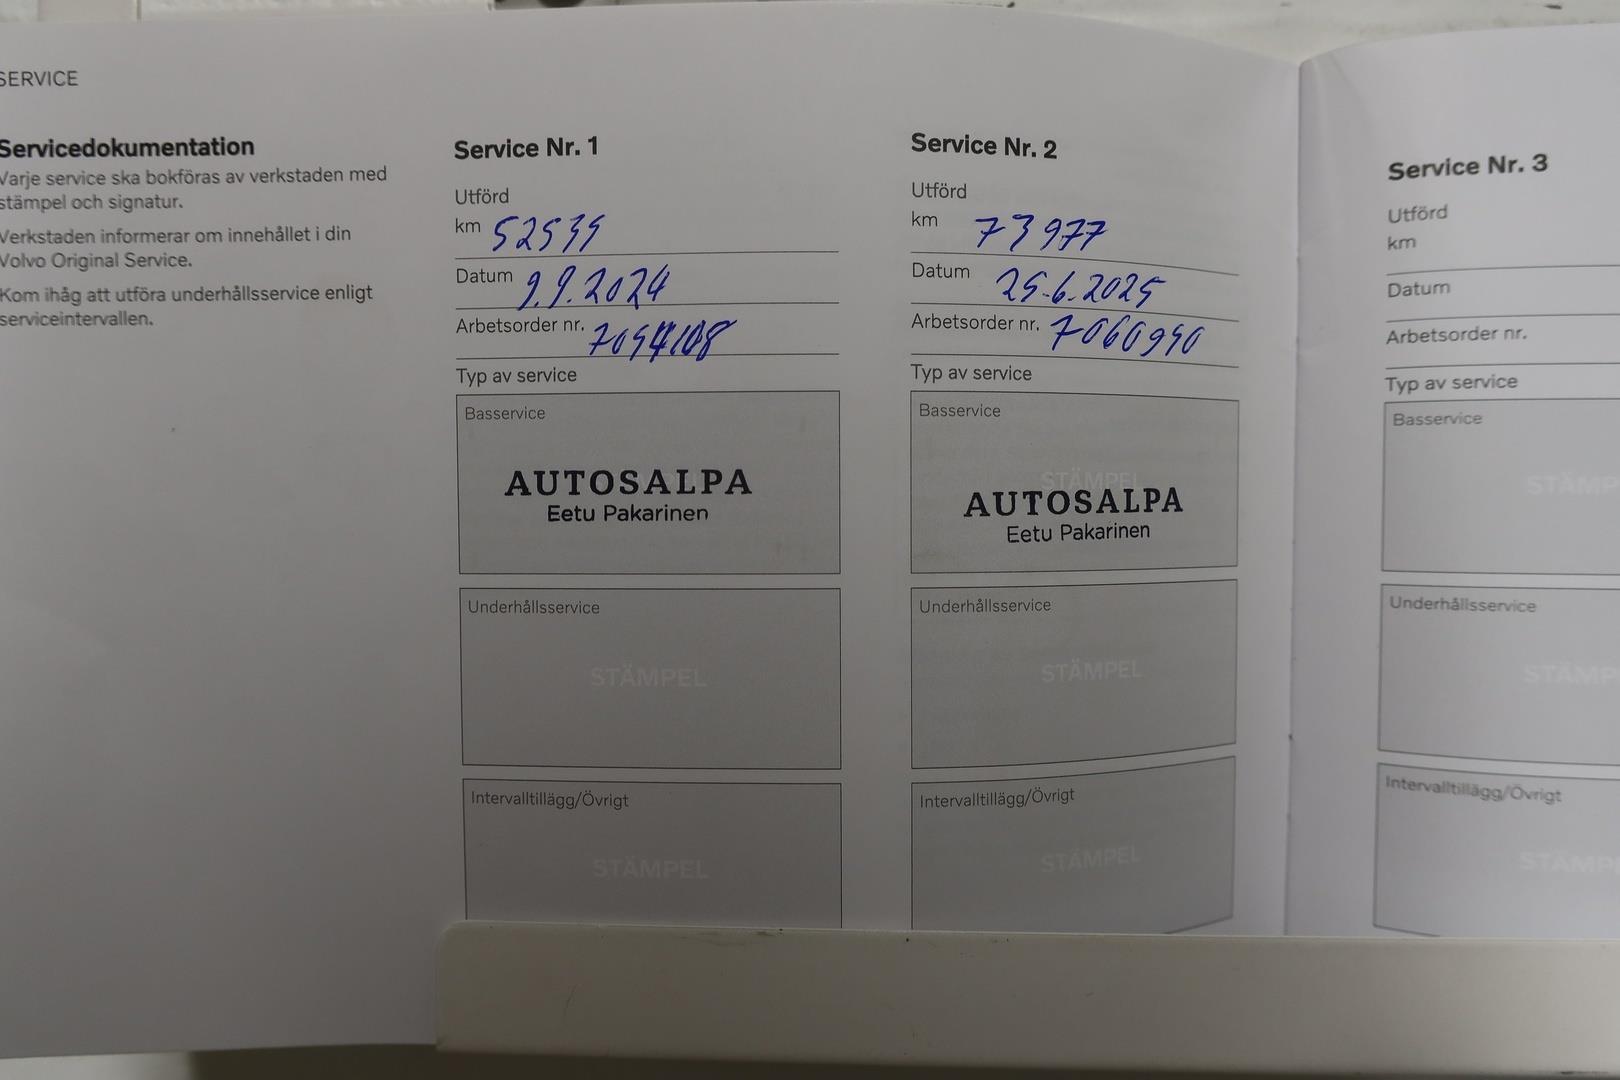 SERVICE
Servicedokumentation
Varje service ska bokföras av verkstaden med
stämpel och signatur.
Verkstaden informerar om innehållet i din
Volvo Original Service.
Kom ihåg att utföra underhållsservice enligt
serviceintervallen.
Service Nr. 1
Utförd
km
Datum 9.9.2024
Arbetsorder nr.
Typ av service
Basservice
AUTOSALPA
Eetu Pakarinen
Underhållsservice
STÄMPEL
Intervalltillägg/Övrigt
STÄMPEL
Service Nr. 2
Utförd
km 73977
Datum 25.6.2025
Arbetsorder nr. 7060990
Typ av service
Basservice
STÄMPEL
AUTOSALPA
Eetu Pakarinen
Underhållsservice
STÄMPEL
Intervalltillägg/Övrigt
STÄMPEL
Service Nr. 3
Utförd
km
Datum
Arbetsorder nr.
Typ av service
Basservice
STÄMP
Underhållsservice
STÄMP
Intervalltillägg/Övrigt
STÄMP